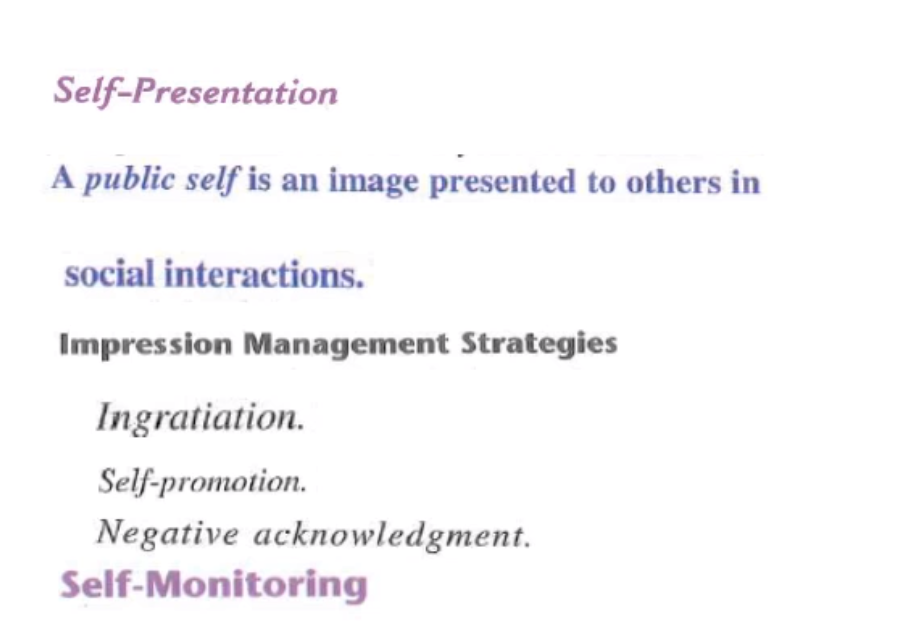 Self-Presentation
A public self is an image presented to others in
social interactions.
Impression Management Strategies
Ingratiation.
Self-promotion.
Negative acknowledgment.
Self-Monitoring